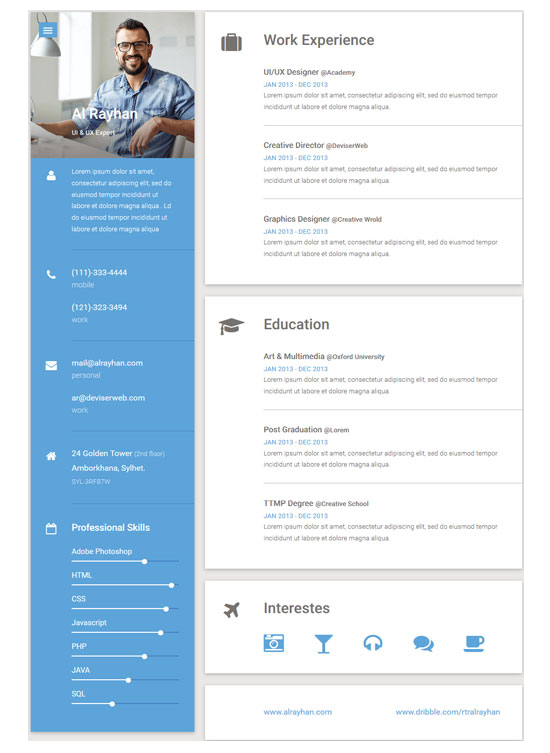 Al Rayhan
UI & UX Expert
Lorem ipsum dolor sit amet,
consectetur adipiscing elit, sed do
eiusmod tempor incididunt ut
labore et dolore magna aliqua . Ld
do eiusmod tempor incididunt ut
labore et dolore magna aliqua
(111)-333-4444
mobile
(121)-323-3494
work
mail@alrayhan.com
personal
ar@deviserweb.com
work
24 Golden Tower (2nd floor)
Amborkhana, Sylhet.
SYL-3RF87W
Professional Skills
Adobe Photoshop
HTML
CSS
Javascript
PHP
JAVA
SQL
Work Experience
UI/UX Designer @Academy
JAN 2013 - DEC 2013
Lorem ipsum dolor sit amet, consectetur adipiscing elit, sed do eiusmod tempor
incididunt ut labore et dolore magna aliqua.
Creative Director @DeviserWeb
JAN 2013 - DEC 2013
Lorem ipsum dolor sit amet, consectetur adipiscing elit, sed do eiusmod tempor
incididunt ut labore et dolore magna aliqua.
Graphics Designer @Creative Wrold
JAN 2013 - DEC 2013
Lorem ipsum dolor sit amet, consectetur adipiscing elit, sed do eiusmod tempor
incididunt ut labore et dolore magna aliqua.
Education
Art & Multimedia @Oxford University
JAN 2013 - DEC 2013
Lorem ipsum dolor sit amet, consectetur adipiscing elit, sed do eiusmod tempor
incididunt ut labore et dolore magna aliqua.
Post Graduation @Lorem
JAN 2013 - DEC 2013
Lorem ipsum dolor sit amet, consectetur adipiscing elit, sed do eiusmod tempor
incididunt ut labore et dolore magna aliqua.
TTMP Degree @Creative School
JAN 2013 - DEC 2013
Lorem ipsum dolor sit amet, consectetur adipiscing elit, sed do eiusmod tempor
incididunt ut labore et dolore magna aliqua.
Interestes
www.alrayhan.com
www.dribble.com/rtralrayhan